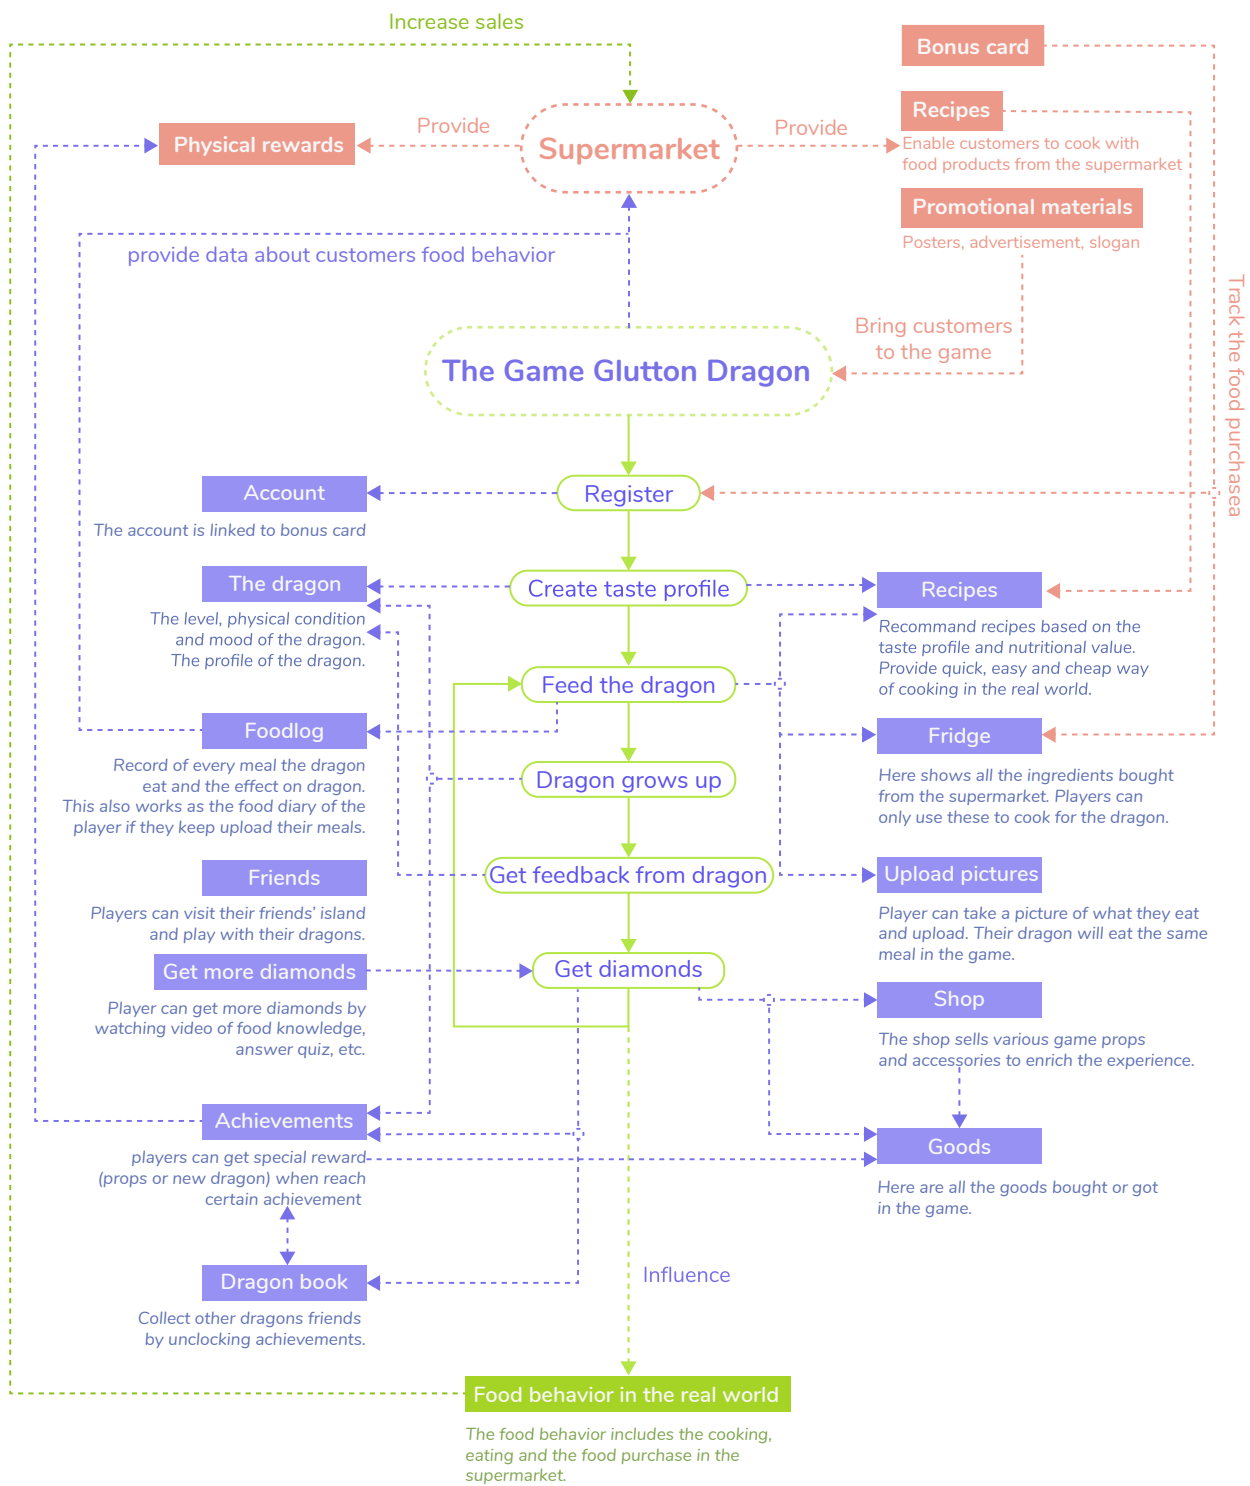 Increase sales
Bonus card
Recipes
Enable customers to cook with
food products from the supermarket
Physical rewards
Provide
Supermarket
Provide
Promotional materials
Posters, advertisement, slogan
provide data about customers food behavior
Bring customers
to the game
Track the food purchasea
The Game Glutton Dragon
Account
The account is linked to bonus card
Register
The dragon
The level, physical condition
and mood of the dragon.
The profile of the dragon.
Create taste profile
Recipes
Recommand recipes based on the
taste profile and nutritional value.
Provide quick, easy and cheap way
of cooking in the real world.
Feed the dragon
Foodlog
Record of every meal the dragon
eat and the effect on dragon.
This also works as the food diary of the
player if they keep upload their meals.
Fridge
Here shows all the ingredients bought
from the supermarket. Players can
only use these to cook for the dragon.
Dragon grows up
Friends
Players can visit their friends’ island
and play with their dragons.
Get feedback from dragon
Upload pictures
Player can take a picture of what they eat
and upload. Their dragon will eat the same
meal in the game.
Get more diamonds
Player can get more diamonds by
watching video of food knowledge,
answer quiz, etc.
Get diamonds
Shop
The shop sells various game props
and accessories to enrich the experience.
Achievements
players can get special reward
(props or new dragon) when reach
certain achievement
Goods
Here are all the goods bought or got
in the game.
Dragon book
Collect other dragons friends
by unclocking achievements.
Influence
Food behavior in the real world
The food behavior includes the cooking,
eating and the food purchase in the
supermarket.